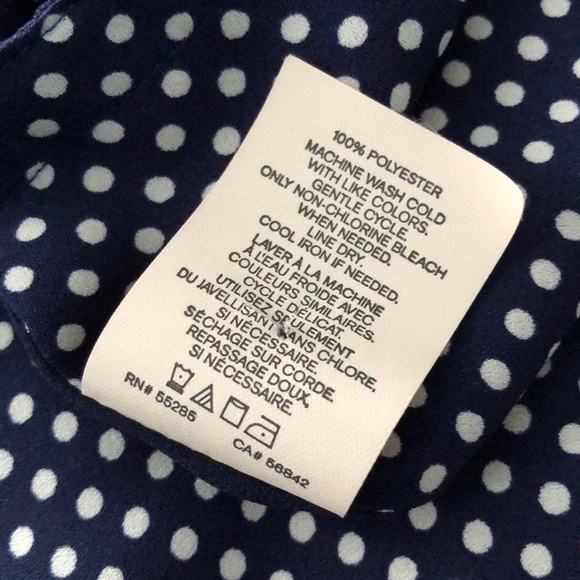 100% POLYESTER
MACHINE WASH COLD
WITH LIKE COLORS.
GENTLE CYCLE.
ONLY NON-CHLORINE BLEACH
WHEN NEEDED.
LINE DRY.
COOL IRON IF NEEDED.
LAVER À LA MACHINE
À L'EAU FROIDE AVEC
COULEURS SIMILAIRES.
CYCLE DÉLICAT.
UTILISEZ SEULEMENT
DU JAVELLISANT SANS CHLORE,
SI NÉCESSAIRE.
SÉCHAGE SUR CORDE.
REPASSAGE DOUX,
SI NÉCESSAIRE.
RN# 55285
CA# 56842